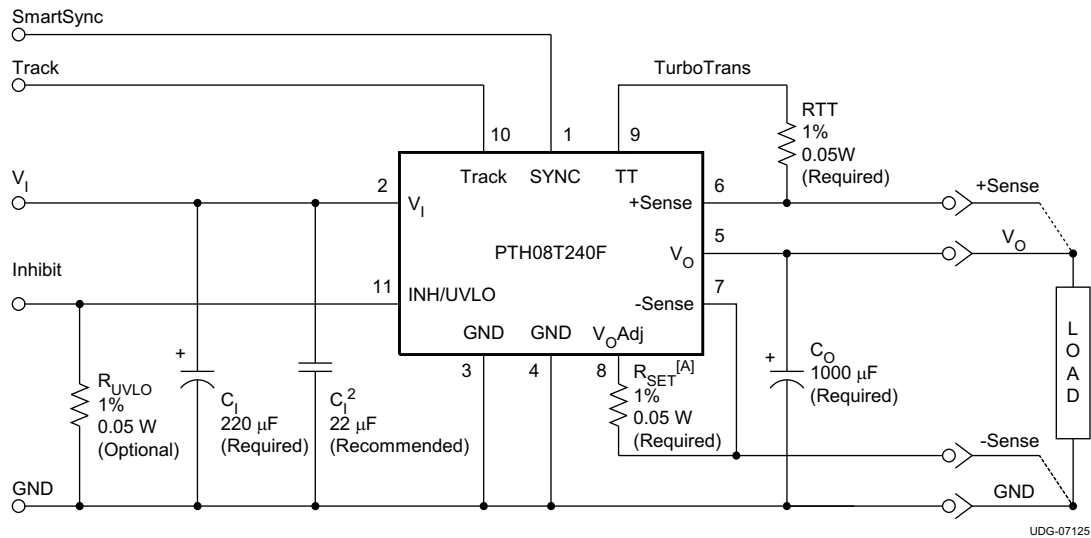 SmartSync
Track
TurboTrans
RTT
1%
0.05W
(Required)
10
1
9
Track
SYNC
TT
V_I
2
V_I
6
+Sense
+Sense
5
V_O
V_O
PTH08T240F
Inhibit
11
INH/UVLO
7
-Sense
GND
GND
V_OAdj
3
4
8
R_SET [A]
1%
0.05 W
(Required)
R_UVLO
1%
0.05 W
(Optional)
+
C_I
220 μF
(Required)
C_I²
22 μF
(Recommended)
+
C_O
1000 μF
(Required)
LOAD
-Sense
GND
GND
UDG-07125